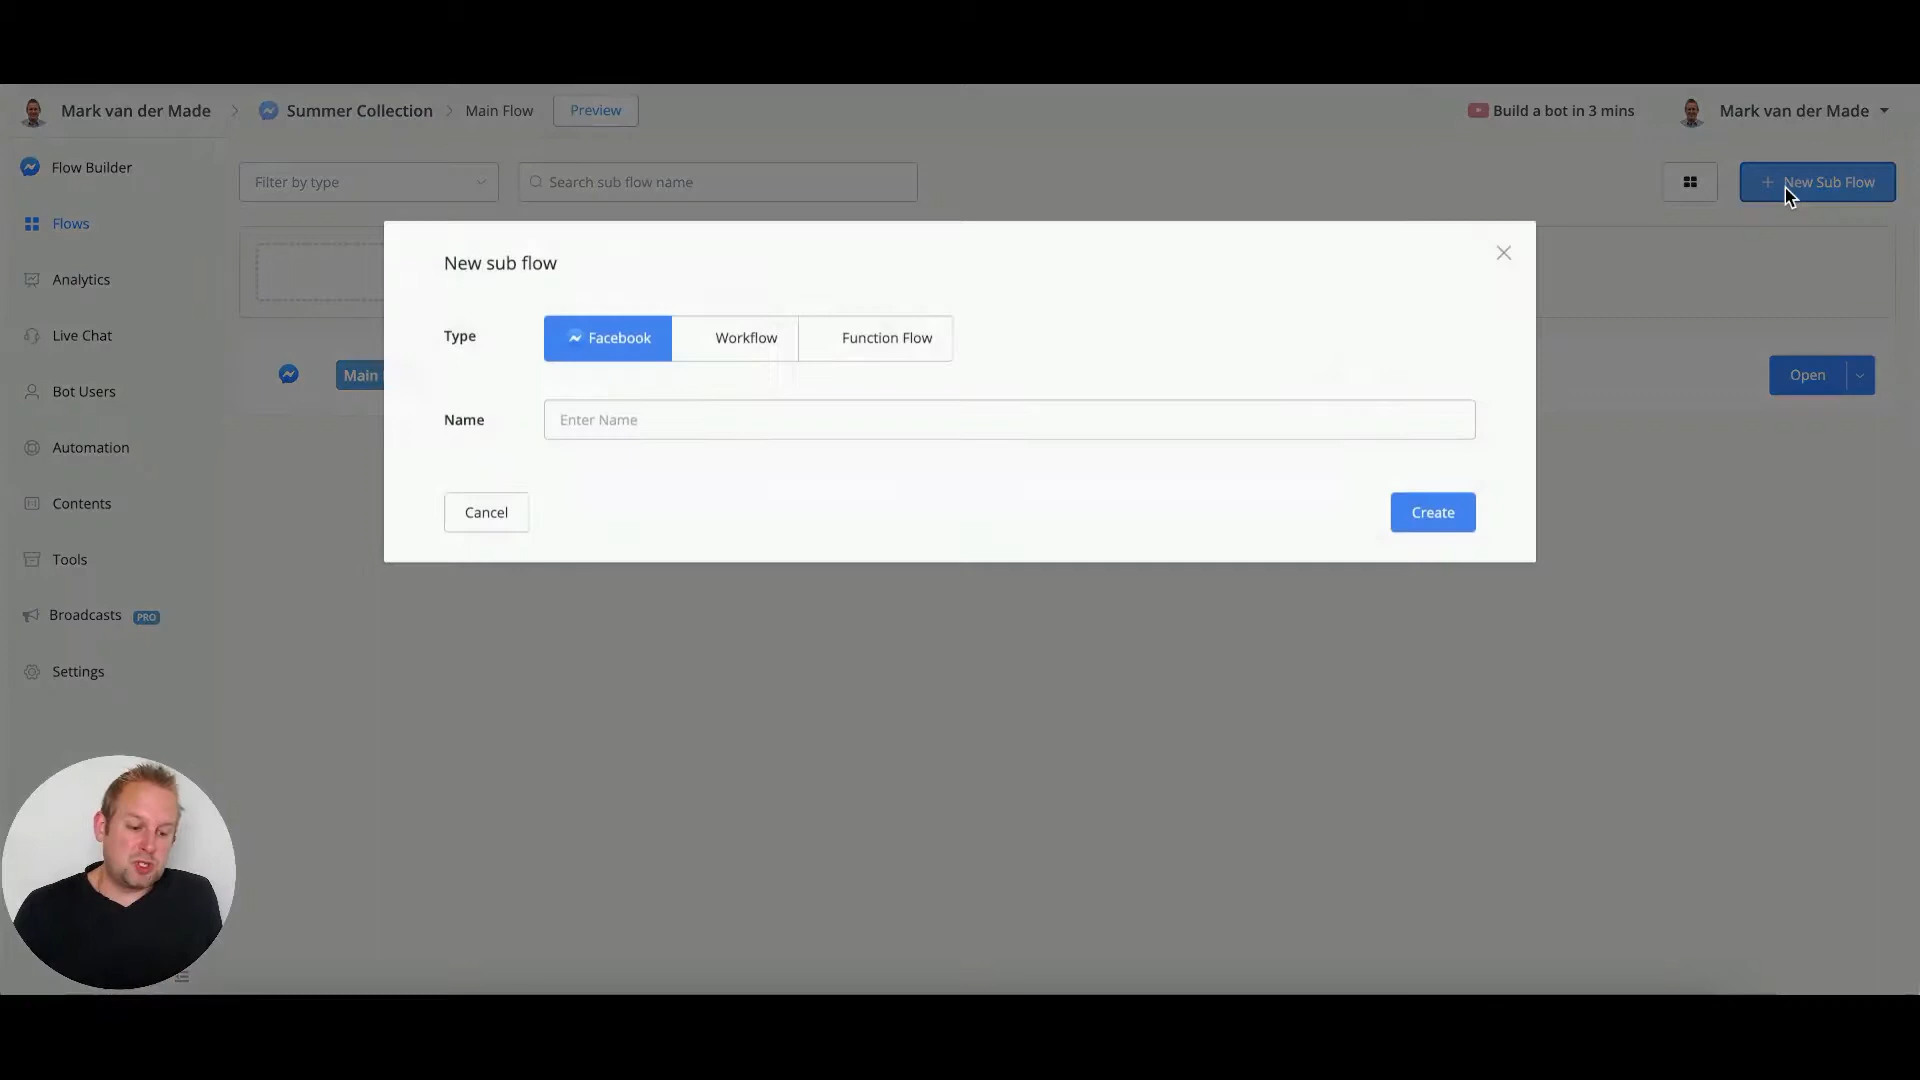 Mark van der Made > Summer Collection > Main Flow Preview
Build a bot in 3 mins Mark van der Made
Flow Builder
Filter by type
Search sub flow name
+ New Sub Flow
Flows
New sub flow
Analytics
Type
Facebook
Workflow
Function Flow
Live Chat
Main
Open
Bot Users
Name
Enter Name
Automation
Contents
Cancel
Create
Tools
Broadcasts PRO
Settings